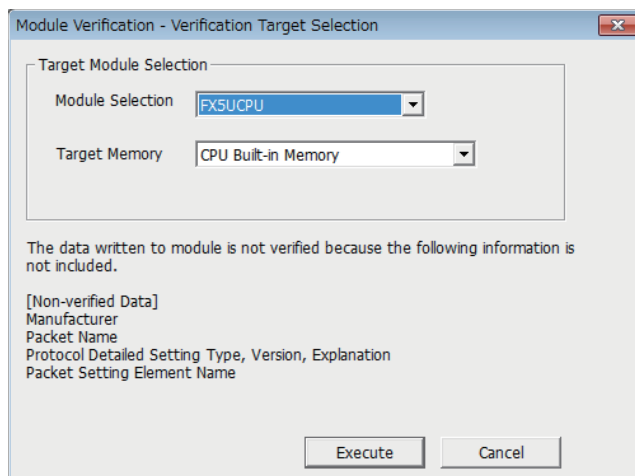 Module Verification - Verification Target Selection
Target Module Selection
Module Selection
FX5UCPU
Target Memory
CPU Built-in Memory
The data written to module is not verified because the following information is
not included.
[Non-verified Data]
Manufacturer
Packet Name
Protocol Detailed Setting Type, Version, Explanation
Packet Setting Element Name
Execute
Cancel